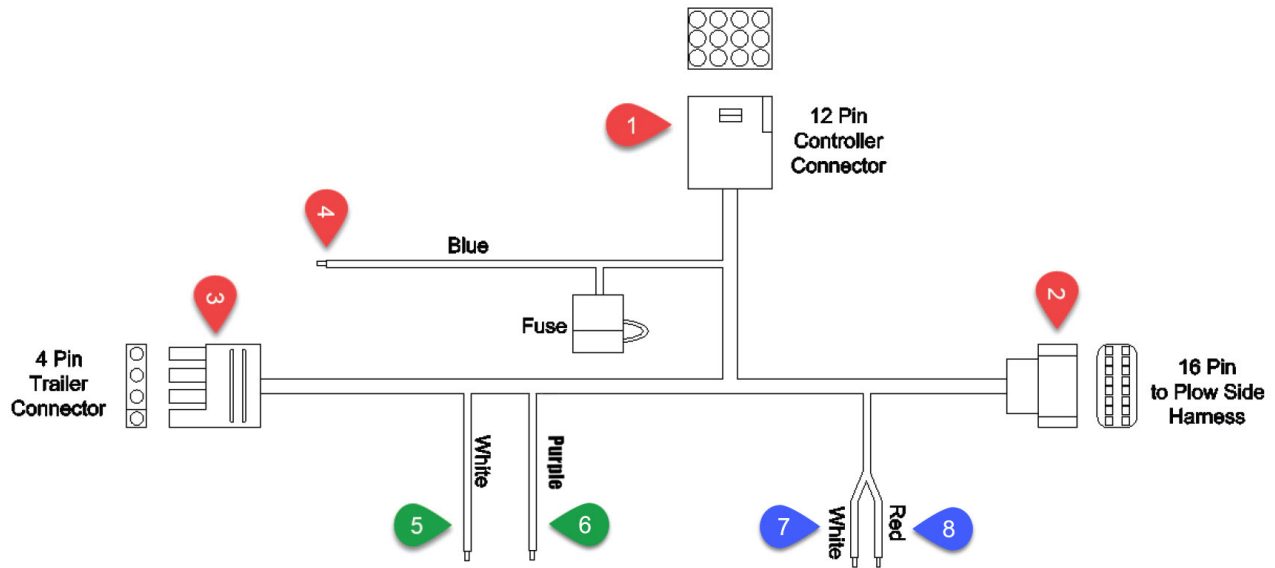 1
12 Pin
Controller
Connector
4
Blue
3
2
Fuse
4 Pin
Trailer
Connector
16 Pin
to Plow Side
Harness
White
Purple
5
6
7
White
Red
8